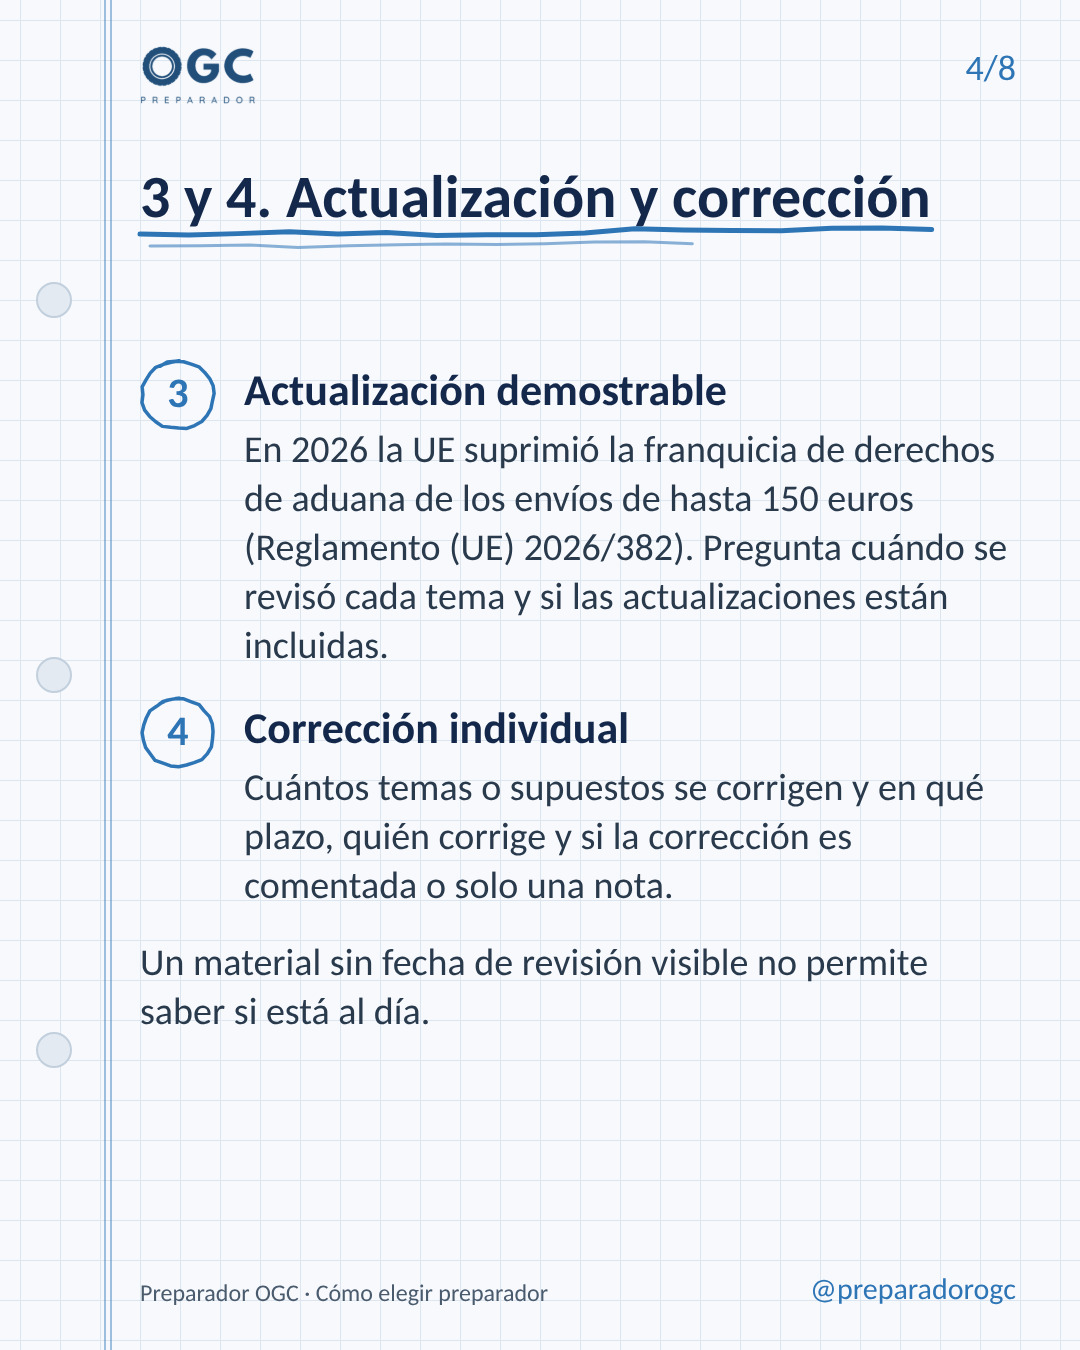 OGC
PREPARADOR
4/8
3 y 4. Actualización y corrección
3
Actualización demostrable
En 2026 la UE suprimió la franquicia de derechos
de aduana de los envíos de hasta 150 euros
(Reglamento (UE) 2026/382). Pregunta cuándo se
revisó cada tema y si las actualizaciones están
incluidas.
4
Corrección individual
Cuántos temas o supuestos se corrigen y en qué
plazo, quién corrige y si la corrección es
comentada o solo una nota.
Un material sin fecha de revisión visible no permite
saber si está al día.
Preparador OGC · Cómo elegir preparador
@preparadorogc